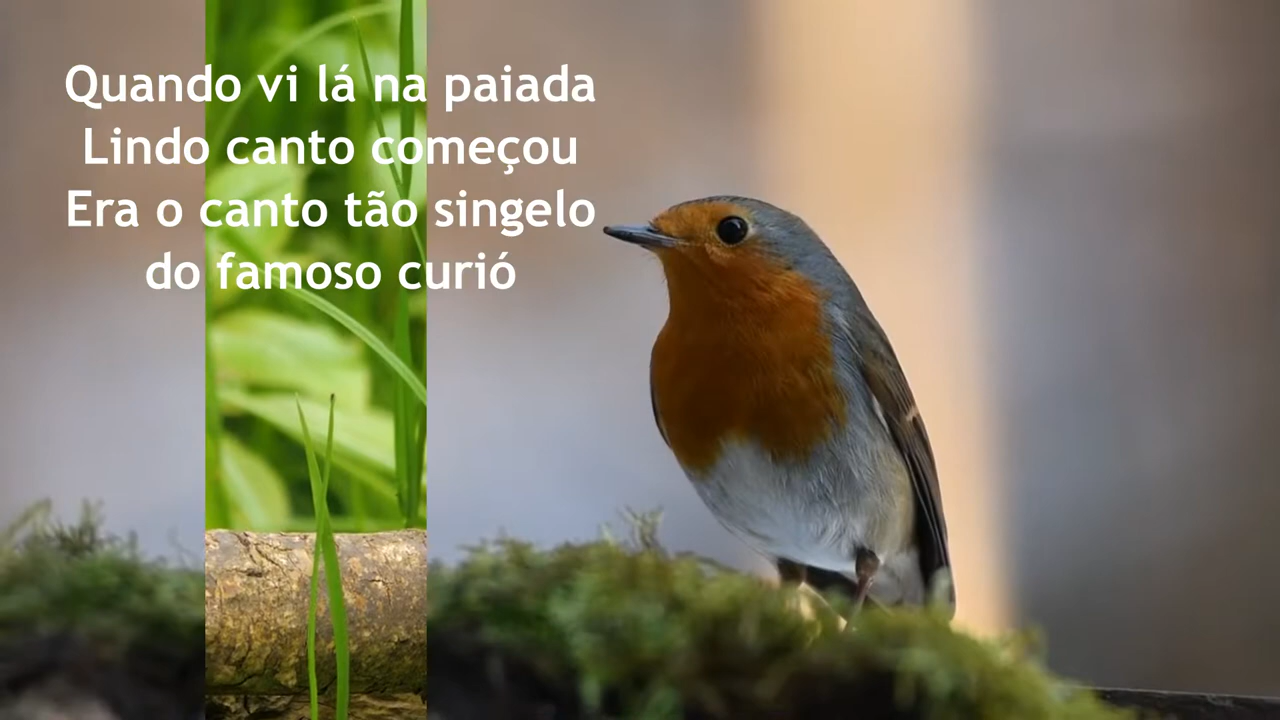 Quando vi lá na paiada
Lindo canto começou
Era o canto tão singelo
do famoso curió